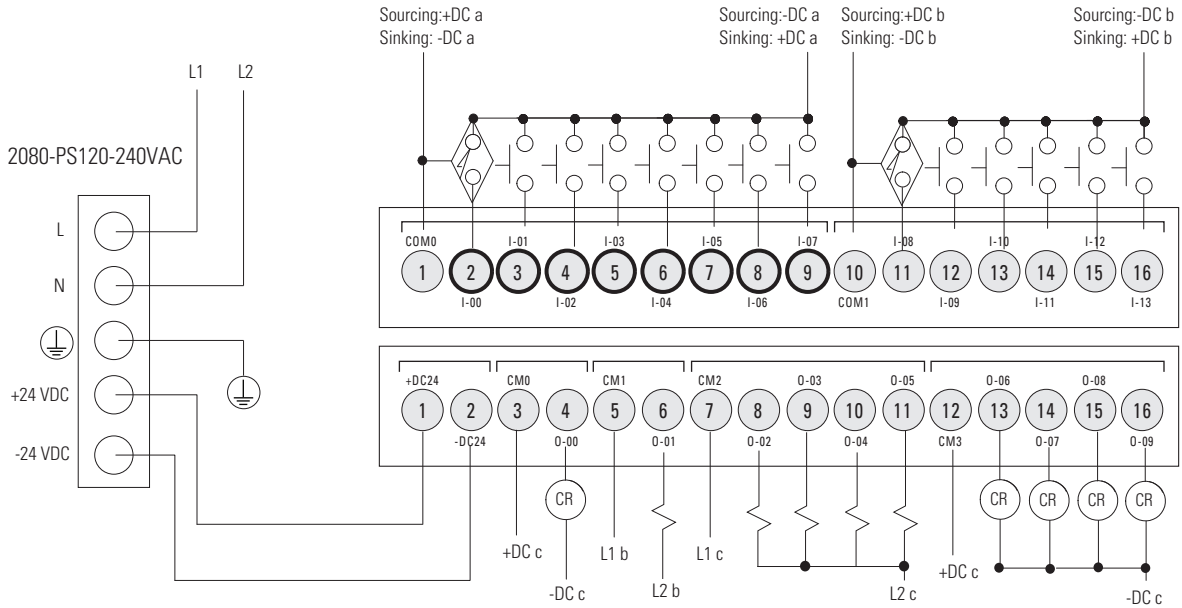 Sourcing:+DC a
Sinking: -DC a
Sourcing:-DC a
Sinking: +DC a
Sourcing:+DC b
Sinking: -DC b
Sourcing:-DC b
Sinking: +DC b
L1 L2
2080-PS120-240VAC
L
N
+24 VDC
-24 VDC
COM0 I-01 I-03 I-05 I-07 I-08 I-10 I-12
1 2 3 4 5 6 7 8 9 10 11 12 13 14 15 16
I-00 I-02 I-04 I-06 COM1 I-09 I-11 I-13
+DC24 CM0 CM1 CM2 O-03 O-05 O-06 O-08
1 2 3 4 5 6 7 8 9 10 11 12 13 14 15 16
-DC24 O-00 O-01 O-02 O-04 CM3 O-07 O-09
CR CR CR CR CR
+DC c L1 b L1 c +DC c
-DC c L2 b L2 c -DC c